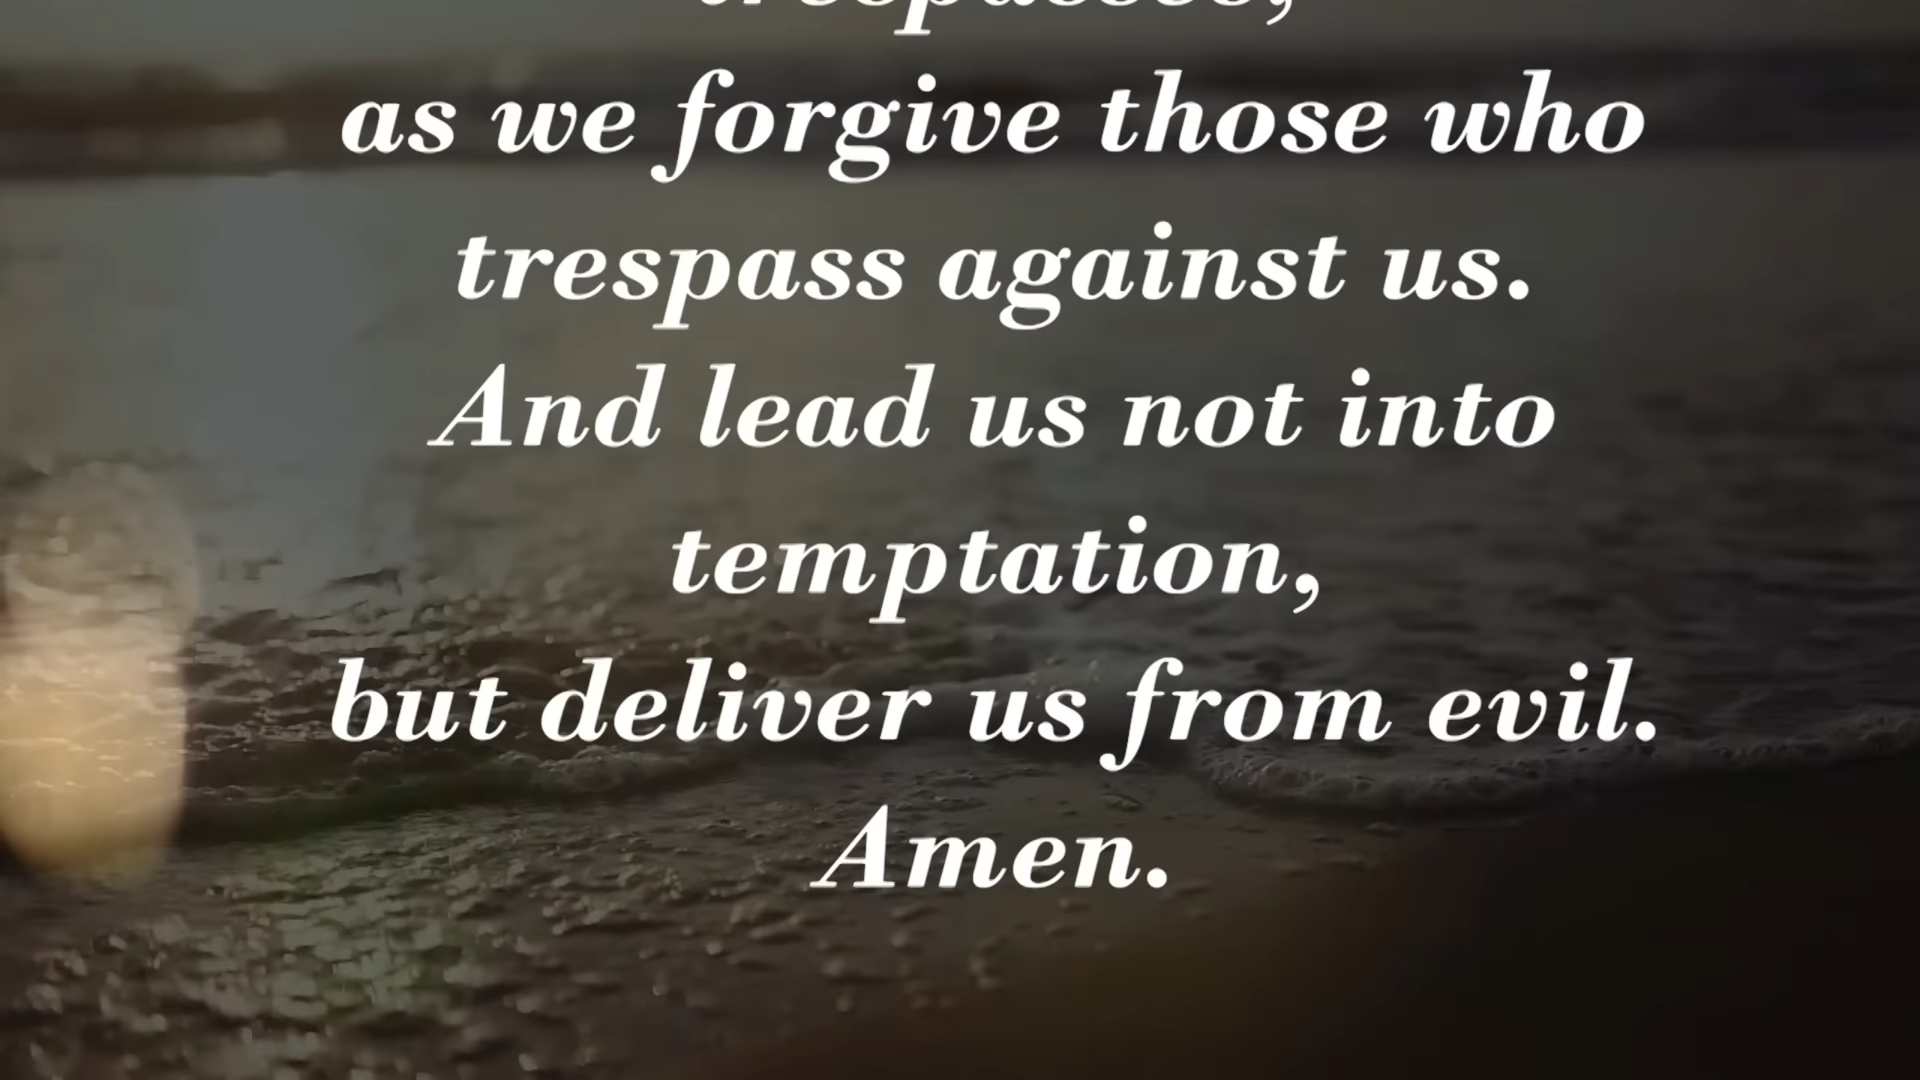 trespasses,
as we forgive those who
trespass against us.
And lead us not into
temptation,
but deliver us from evil.
Amen.